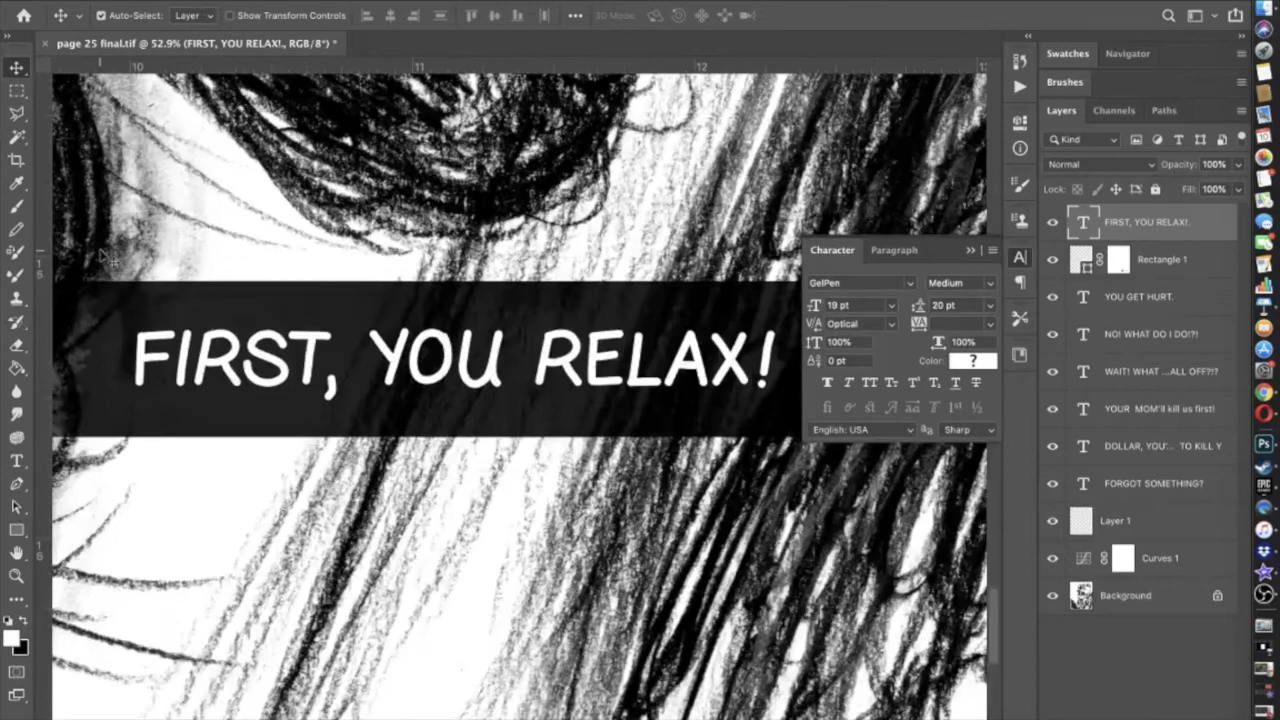 Auto-Select: Layer Show Transform Controls 3D Mode:
page 25 final.tif @ 52.9% (FIRST, YOU RELAX!., RGB/8*) *
10 11 12
FIRST, YOU RELAX!
Character Paragraph
GelPen Medium
19 pt 20 pt
Optical
100% 100%
0 pt Color: ?
English: USA Sharp
Swatches Navigator
Brushes
Layers Channels Paths
Kind
Normal Opacity: 100%
Lock: Fill: 100%
FIRST, YOU RELAX!.
Rectangle 1
YOU GET HURT.
NO! WHAT DO I DO!?!
WAIT! WHAT ...ALL OFF?!?
YOUR MOM'll kill us first!
DOLLAR, YOU'... TO KILL Y
FORGOT SOMETHING?
Layer 1
Curves 1
Background
Ps
EPIC